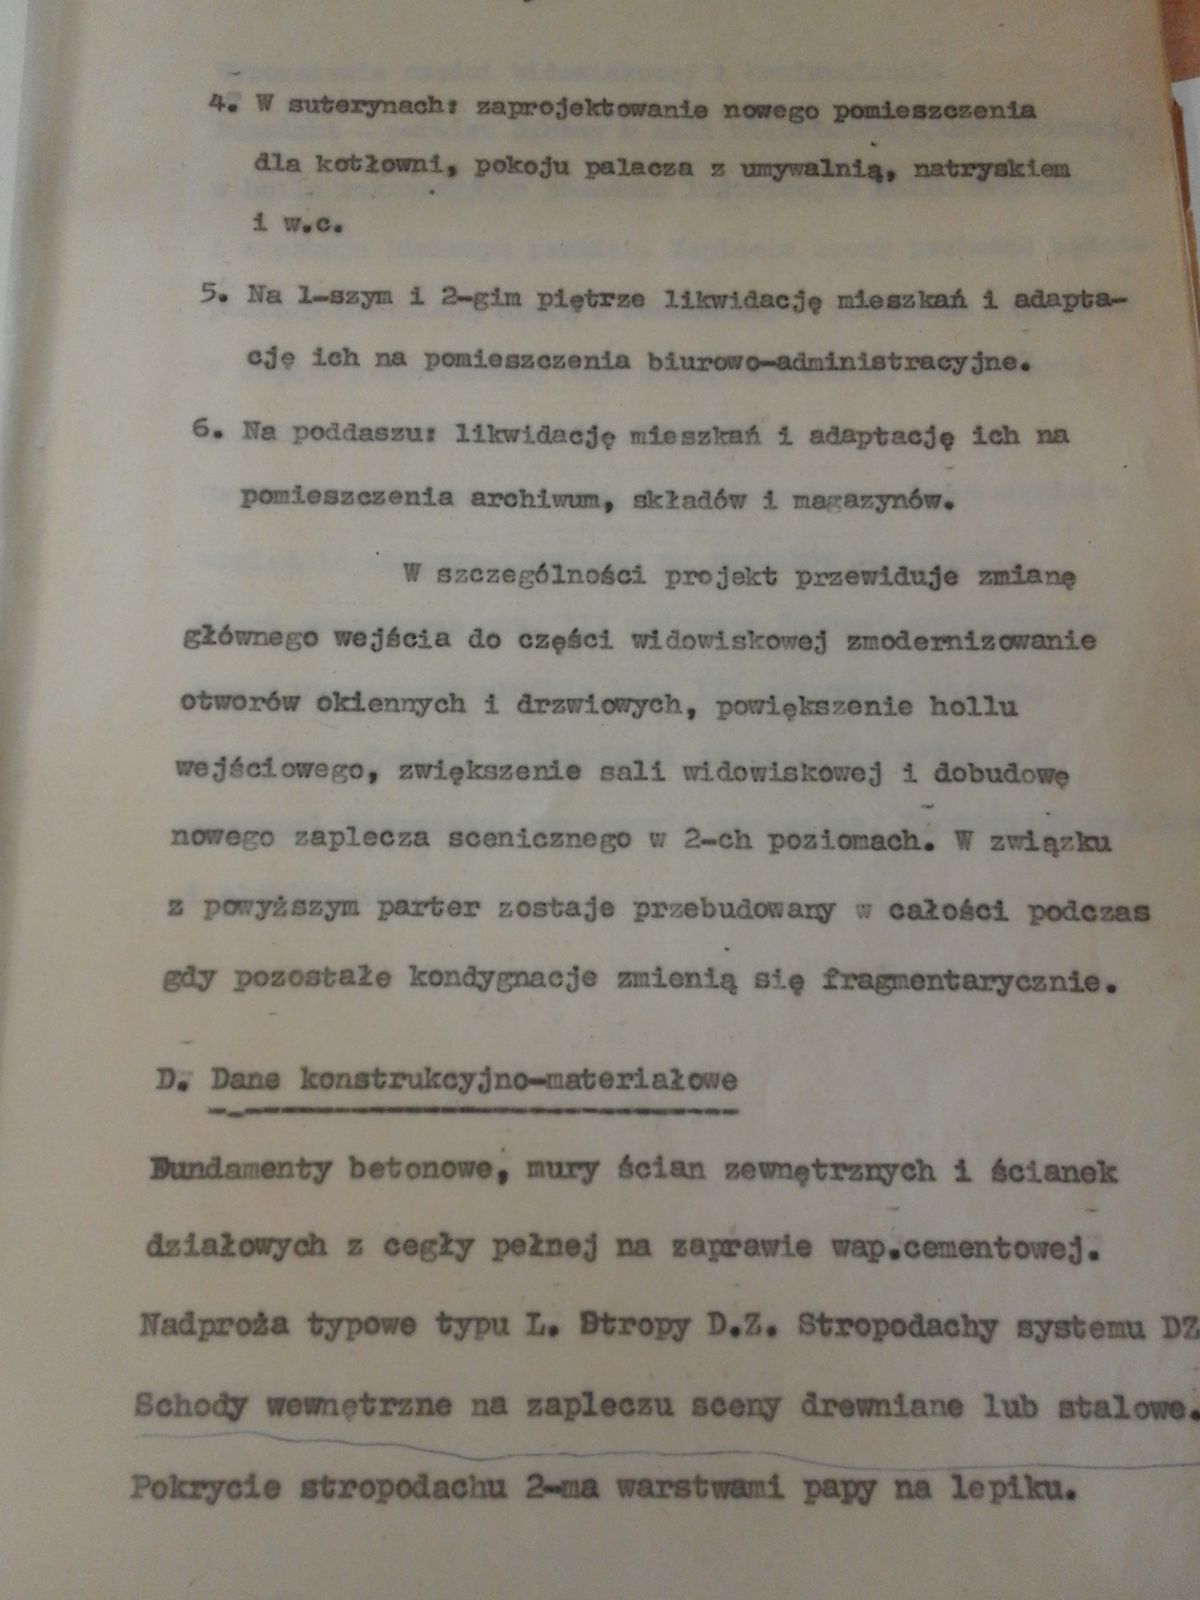 4. W suterynach: zaprojektowanie nowego pomieszczenia
dla kotłowni, pokoju palacza z umywalnią, natryskiem
i w.c.
5. Na 1-szym i 2-gim piętrze likwidację mieszkań i adapta-
cję ich na pomieszczenia biurowo-administracyjne.
6. Na poddaszu: likwidację mieszkań i adaptację ich na
pomieszczenia archiwum, składów i magazynów.
W szczególności projekt przewiduje zmianę
głównego wejścia do części widowiskowej zmodernizowanie
otworów okiennych i drzwiowych, powiększenie hollu
wejściowego, zwiększenie sali widowiskowej i dobudowę
nowego zaplecza scenicznego w 2-ch poziomach. W związku
z powyższym parter zostaje przebudowany w całości podczas
gdy pozostałe kondygnacje zmienią się fragmentarycznie.
D. Dane konstrukcyjno-materiałowe
Fundamenty betonowe, mury ścian zewnętrznych i ścianek
działowych z cegły pełnej na zaprawie wap.cementowej.
Nadproża typowe typu L. Stropy D.Z. Stropodachy systemu DZ
Schody wewnętrzne na zapleczu sceny drewniane lub stalowe.
Pokrycie stropodachu 2-ma warstwami papy na lepiku.